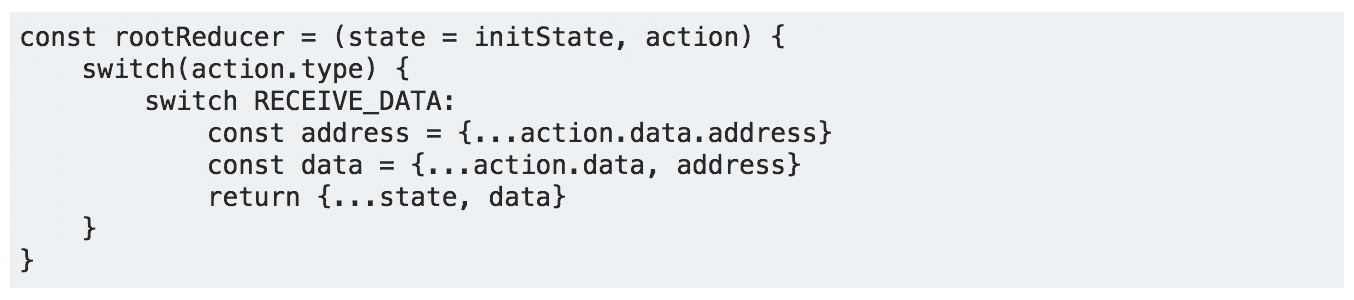 const rootReducer = (state = initState, action) {
    switch(action.type) {
        switch RECEIVE_DATA:
            const address = {...action.data.address}
            const data = {...action.data, address}
            return {...state, data}
    }
}